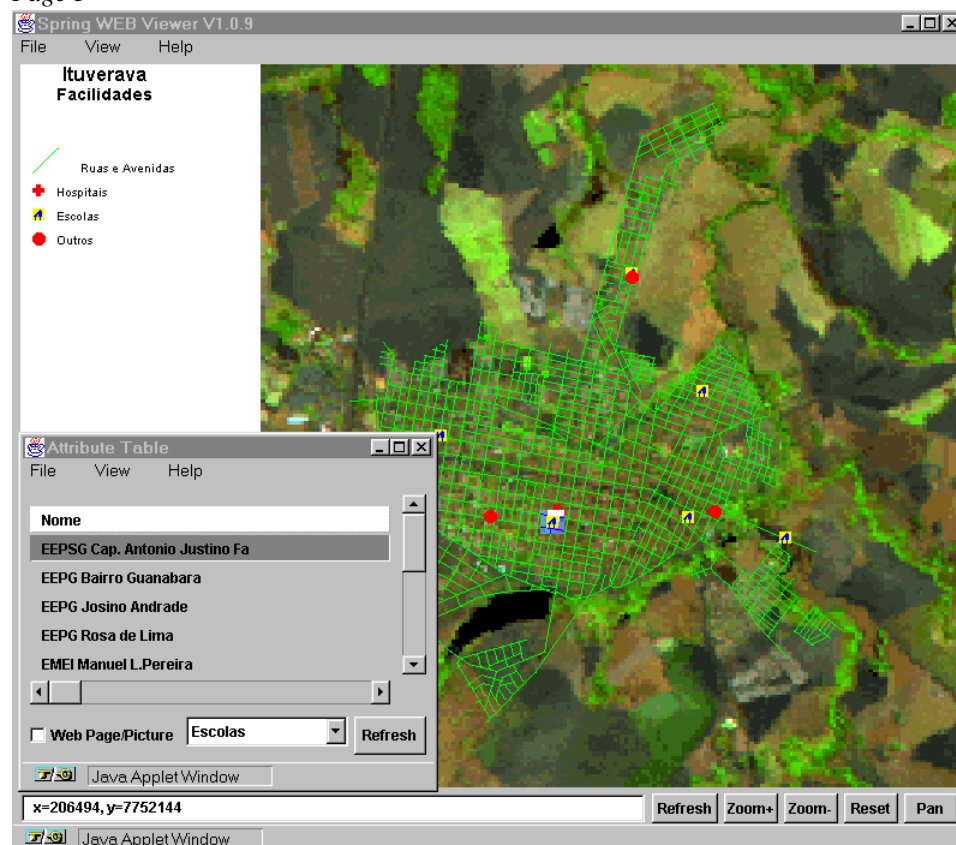 Spring WEB Viewer V1.0.9
File View Help
Ituverava
Facilidades
Ruas e Avenidas
Hospitais
Escolas
Outros
Attribute Table
File View Help
Nome
EEPSG Cap. Antonio Justino Fa
EEPG Bairro Guanabara
EEPG Josino Andrade
EEPG Rosa de Lima
EMEI Manuel L.Pereira
Web Page/Picture Escolas Refresh
Java Applet Window
x=206494, y=7752144 Refresh Zoom+ Zoom- Reset Pan
Java Applet Window